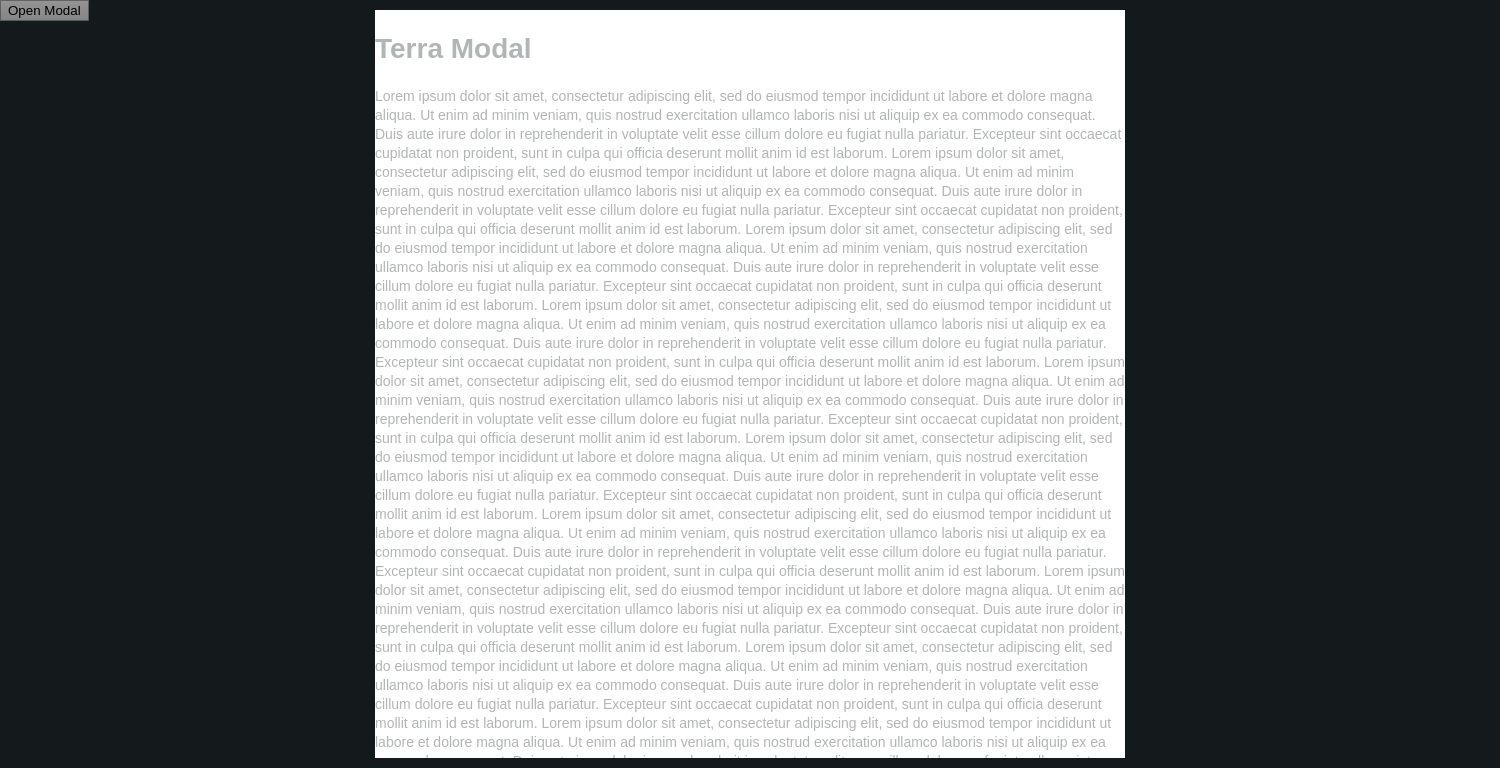 Open Modal
Terra Modal
Lorem ipsum dolor sit amet, consectetur adipiscing elit, sed do eiusmod tempor incididunt ut labore et dolore magna
aliqua. Ut enim ad minim veniam, quis nostrud exercitation ullamco laboris nisi ut aliquip ex ea commodo consequat.
Duis aute irure dolor in reprehenderit in voluptate velit esse cillum dolore eu fugiat nulla pariatur. Excepteur sint occaecat
cupidatat non proident, sunt in culpa qui officia deserunt mollit anim id est laborum. Lorem ipsum dolor sit amet,
consectetur adipiscing elit, sed do eiusmod tempor incididunt ut labore et dolore magna aliqua. Ut enim ad minim
veniam, quis nostrud exercitation ullamco laboris nisi ut aliquip ex ea commodo consequat. Duis aute irure dolor in
reprehenderit in voluptate velit esse cillum dolore eu fugiat nulla pariatur. Excepteur sint occaecat cupidatat non proident,
sunt in culpa qui officia deserunt mollit anim id est laborum. Lorem ipsum dolor sit amet, consectetur adipiscing elit, sed
do eiusmod tempor incididunt ut labore et dolore magna aliqua. Ut enim ad minim veniam, quis nostrud exercitation
ullamco laboris nisi ut aliquip ex ea commodo consequat. Duis aute irure dolor in reprehenderit in voluptate velit esse
cillum dolore eu fugiat nulla pariatur. Excepteur sint occaecat cupidatat non proident, sunt in culpa qui officia deserunt
mollit anim id est laborum. Lorem ipsum dolor sit amet, consectetur adipiscing elit, sed do eiusmod tempor incididunt ut
labore et dolore magna aliqua. Ut enim ad minim veniam, quis nostrud exercitation ullamco laboris nisi ut aliquip ex ea
commodo consequat. Duis aute irure dolor in reprehenderit in voluptate velit esse cillum dolore eu fugiat nulla pariatur.
Excepteur sint occaecat cupidatat non proident, sunt in culpa qui officia deserunt mollit anim id est laborum. Lorem ipsum
dolor sit amet, consectetur adipiscing elit, sed do eiusmod tempor incididunt ut labore et dolore magna aliqua. Ut enim ad
minim veniam, quis nostrud exercitation ullamco laboris nisi ut aliquip ex ea commodo consequat. Duis aute irure dolor in
reprehenderit in voluptate velit esse cillum dolore eu fugiat nulla pariatur. Excepteur sint occaecat cupidatat non proident,
sunt in culpa qui officia deserunt mollit anim id est laborum. Lorem ipsum dolor sit amet, consectetur adipiscing elit, sed
do eiusmod tempor incididunt ut labore et dolore magna aliqua. Ut enim ad minim veniam, quis nostrud exercitation
ullamco laboris nisi ut aliquip ex ea commodo consequat. Duis aute irure dolor in reprehenderit in voluptate velit esse
cillum dolore eu fugiat nulla pariatur. Excepteur sint occaecat cupidatat non proident, sunt in culpa qui officia deserunt
mollit anim id est laborum. Lorem ipsum dolor sit amet, consectetur adipiscing elit, sed do eiusmod tempor incididunt ut
labore et dolore magna aliqua. Ut enim ad minim veniam, quis nostrud exercitation ullamco laboris nisi ut aliquip ex ea
commodo consequat. Duis aute irure dolor in reprehenderit in voluptate velit esse cillum dolore eu fugiat nulla pariatur.
Excepteur sint occaecat cupidatat non proident, sunt in culpa qui officia deserunt mollit anim id est laborum. Lorem ipsum
dolor sit amet, consectetur adipiscing elit, sed do eiusmod tempor incididunt ut labore et dolore magna aliqua. Ut enim ad
minim veniam, quis nostrud exercitation ullamco laboris nisi ut aliquip ex ea commodo consequat. Duis aute irure dolor in
reprehenderit in voluptate velit esse cillum dolore eu fugiat nulla pariatur. Excepteur sint occaecat cupidatat non proident,
sunt in culpa qui officia deserunt mollit anim id est laborum. Lorem ipsum dolor sit amet, consectetur adipiscing elit, sed
do eiusmod tempor incididunt ut labore et dolore magna aliqua. Ut enim ad minim veniam, quis nostrud exercitation
ullamco laboris nisi ut aliquip ex ea commodo consequat. Duis aute irure dolor in reprehenderit in voluptate velit esse
cillum dolore eu fugiat nulla pariatur. Excepteur sint occaecat cupidatat non proident, sunt in culpa qui officia deserunt
mollit anim id est laborum. Lorem ipsum dolor sit amet, consectetur adipiscing elit, sed do eiusmod tempor incididunt ut
labore et dolore magna aliqua. Ut enim ad minim veniam, quis nostrud exercitation ullamco laboris nisi ut aliquip ex ea